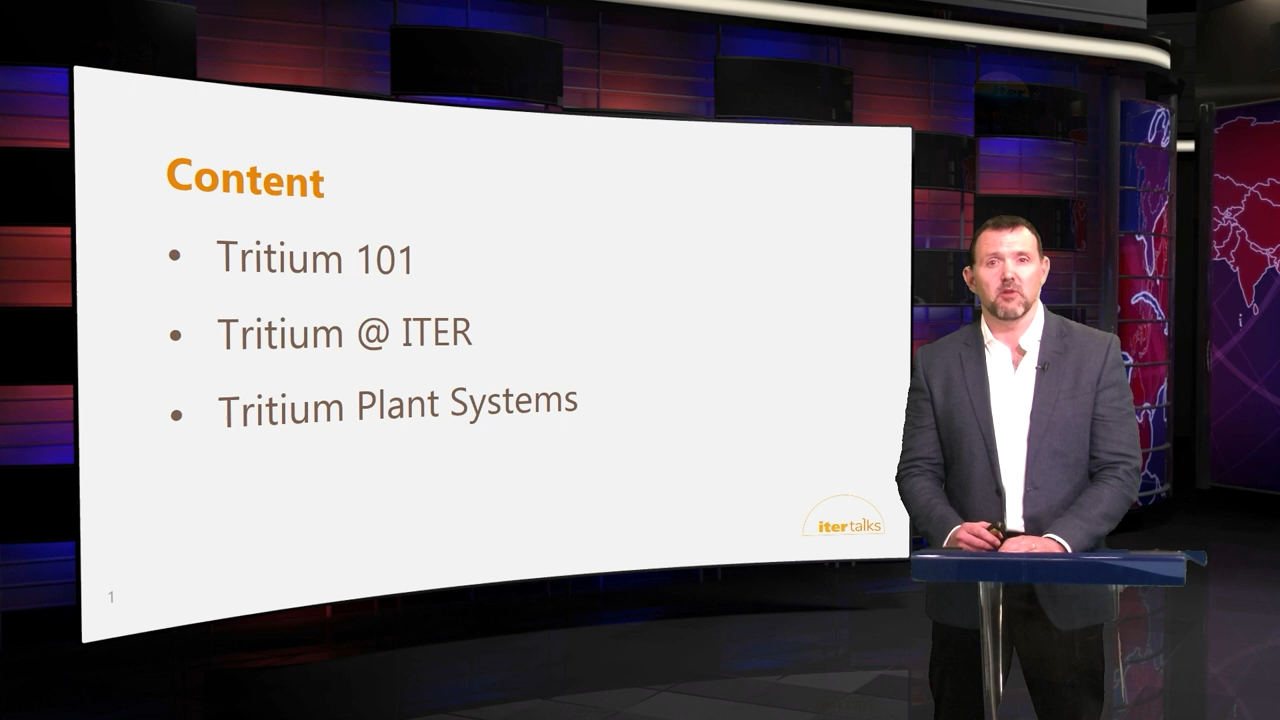 Content
• Tritium 101
• Tritium @ ITER
• Tritium Plant Systems
iter talks
1